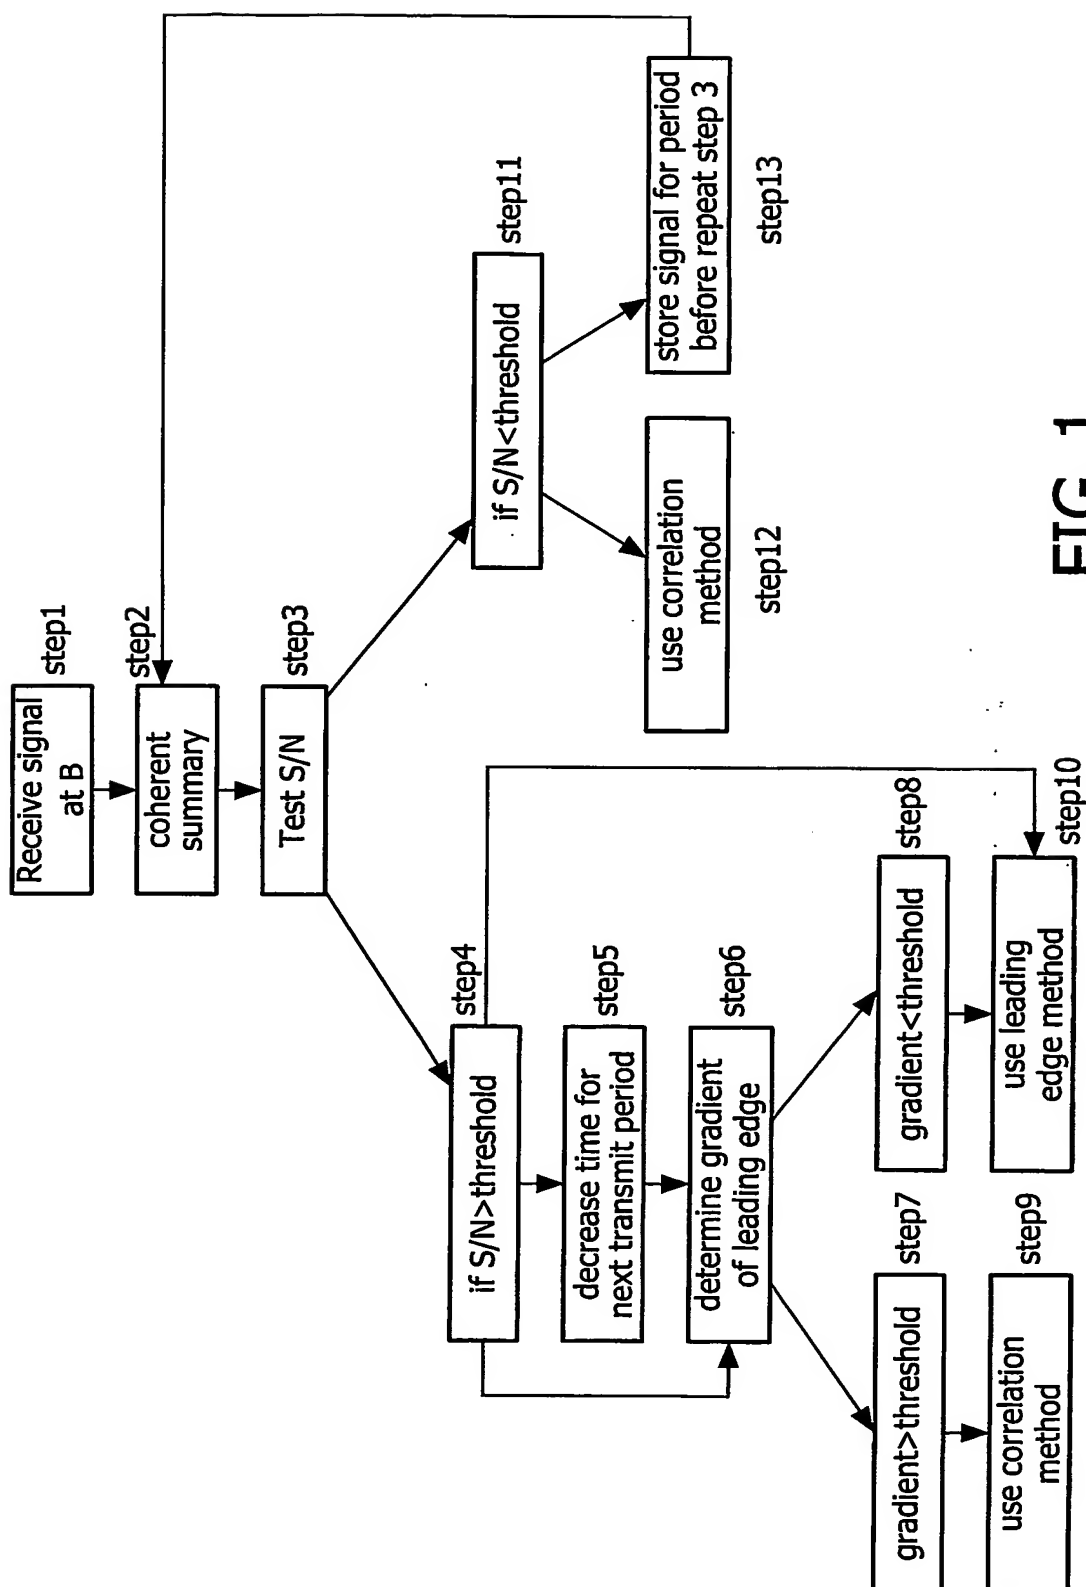 Receive signal
at B
step1
coherent
summary
step2
Test S/N
step3
if S/N>threshold
step4
decrease time for
next transmit period
step5
determine gradient
of leading edge
step6
gradient>threshold
step7
gradient<threshold
step8
use correlation
method
step9
use leading
edge method
step10
if S/N<threshold
step11
use correlation
method
step12
store signal for period
before repeat step 3
step13
FIG. 1